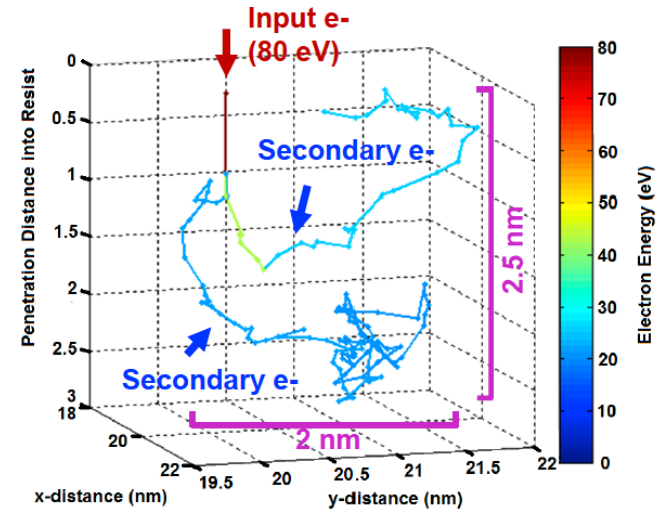 Input e-
(80 eV)
Penetration Distance into Resist
0
0.5
1
1.5
2
2.5
3
18
20
22
x-distance (nm)
19.5
20
20.5
21
21.5
22
y-distance (nm)
Secondary e-
Secondary e-
2.5 nm
2 nm
80
70
60
50
40
30
20
10
0
Electron Energy (eV)